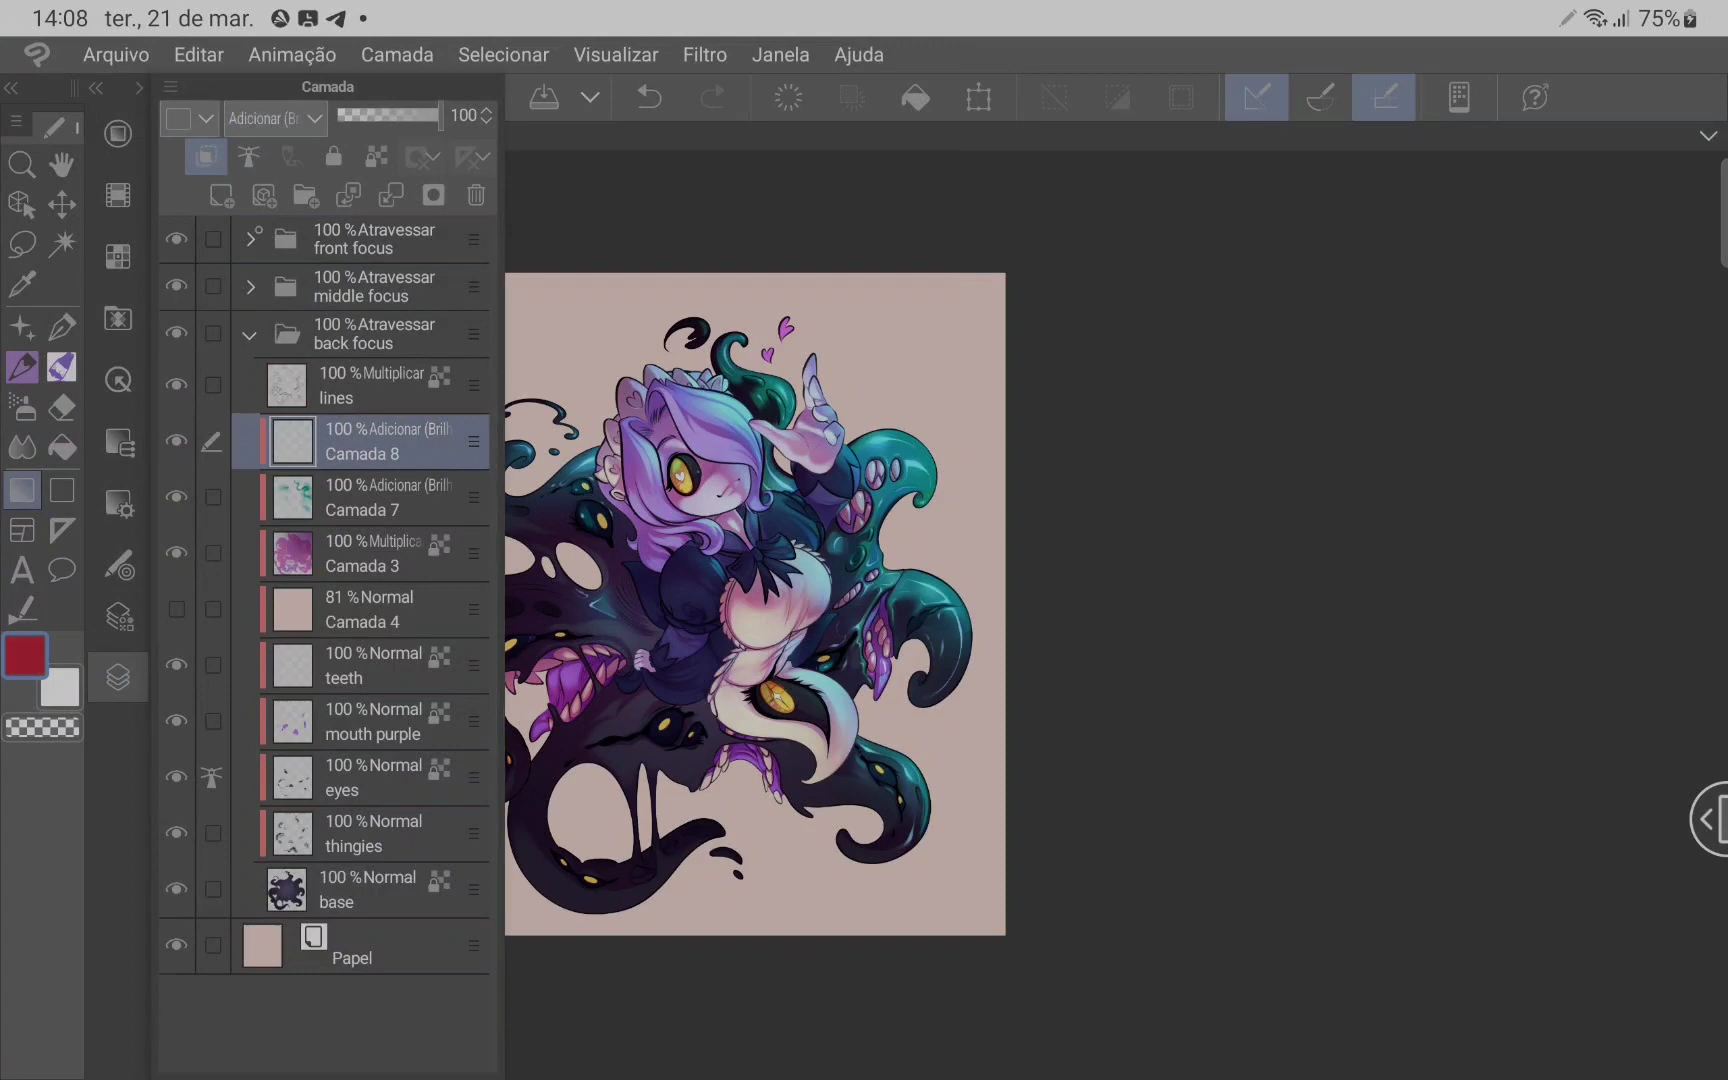 14:08 ter., 21 de mar.
75%
Arquivo Editar Animação Camada Selecionar Visualizar Filtro Janela Ajuda
Camada
Adicionar (Br 100
100 %Atravessar
front focus
100 %Atravessar
middle focus
100 %Atravessar
back focus
100 %Multiplicar
lines
100 %Adicionar (Brilh
Camada 8
100 %Adicionar (Brilh
Camada 7
100 %Multiplica
Camada 3
81 %Normal
Camada 4
100 %Normal
teeth
100 %Normal
mouth purple
100 %Normal
eyes
100 %Normal
thingies
100 %Normal
base
Papel